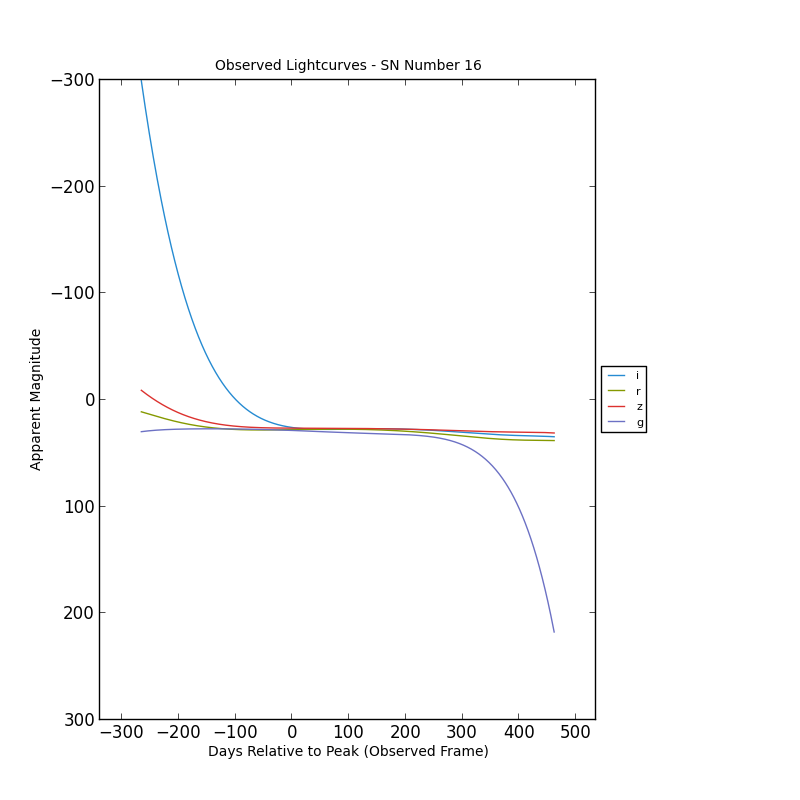 Observed Lightcurves - SN Number 16
−300
−200
−100
0
100
200
300
Apparent Magnitude
−300 −200 −100 0 100 200 300 400 500
Days Relative to Peak (Observed Frame)
i
r
z
g